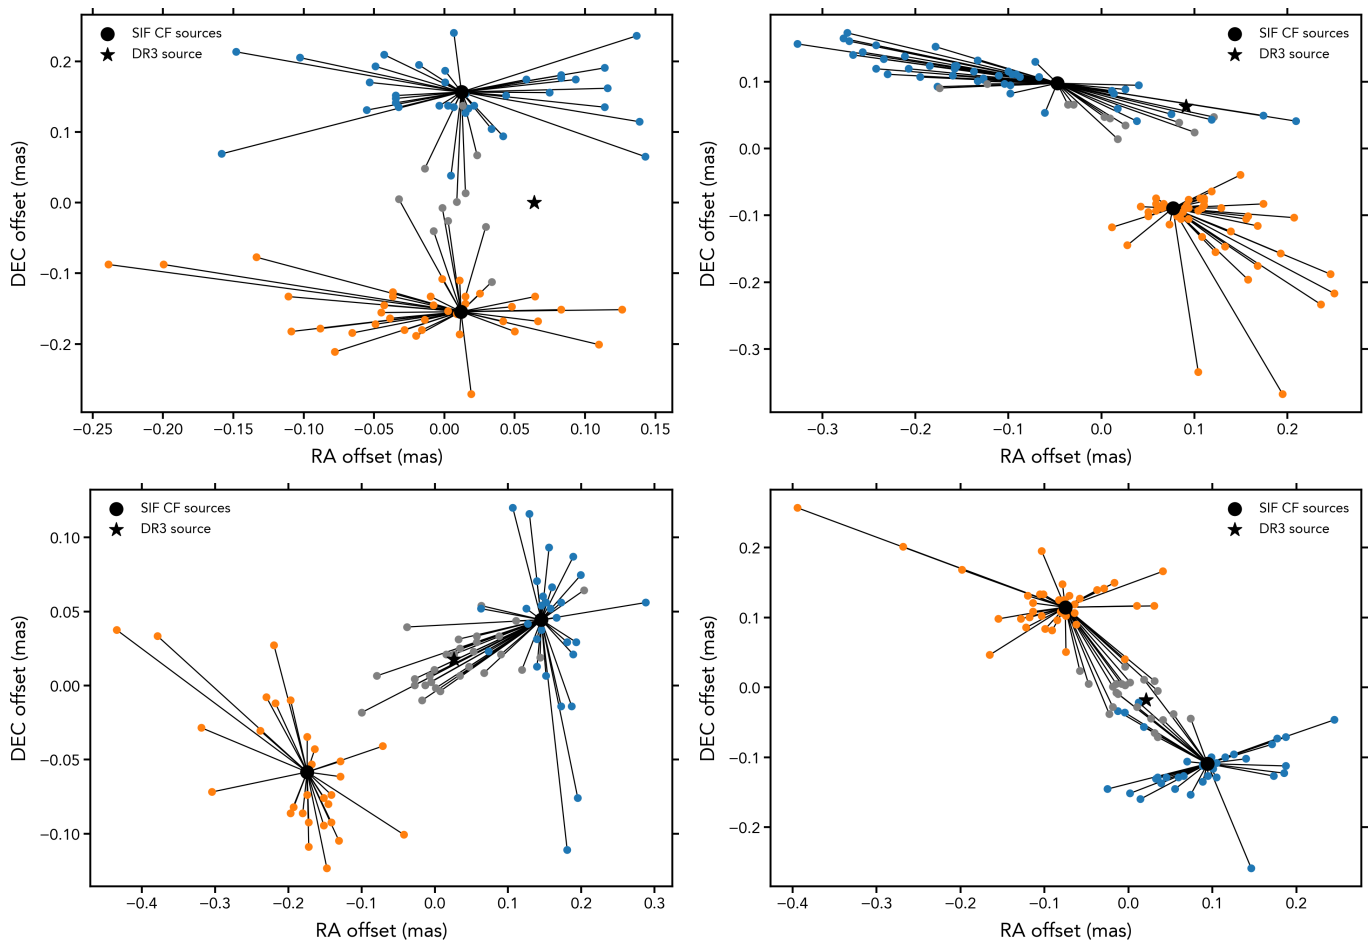 SIF CF sources
DR3 source
DEC offset (mas)
0.2
0.1
0.0
−0.1
−0.2
−0.25 −0.20 −0.15 −0.10 −0.05 0.00 0.05 0.10 0.15
RA offset (mas)
SIF CF sources
DR3 source
DEC offset (mas)
0.1
0.0
−0.1
−0.2
−0.3
−0.3 −0.2 −0.1 0.0 0.1 0.2
RA offset (mas)
SIF CF sources
DR3 source
DEC offset (mas)
0.10
0.05
0.00
−0.05
−0.10
−0.4 −0.3 −0.2 −0.1 0.0 0.1 0.2 0.3
RA offset (mas)
SIF CF sources
DR3 source
DEC offset (mas)
0.2
0.1
0.0
−0.1
−0.2
−0.4 −0.3 −0.2 −0.1 0.0 0.1 0.2
RA offset (mas)